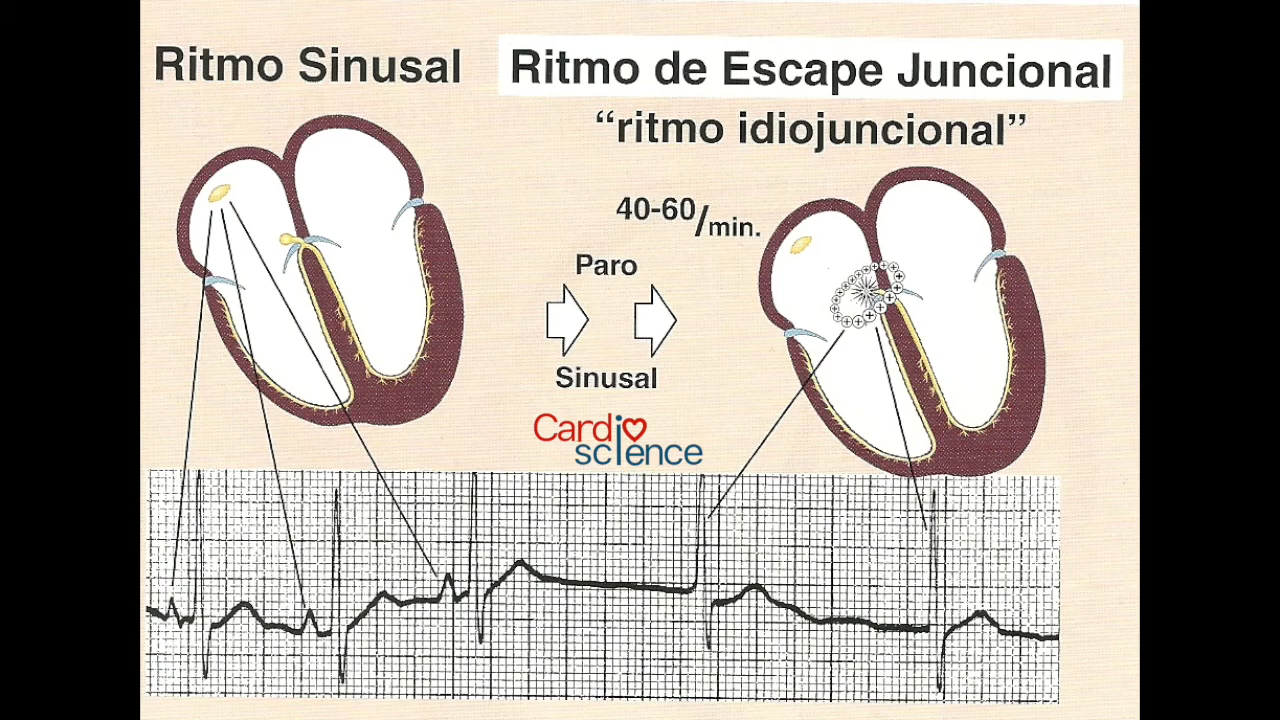 Ritmo Sinusal
Ritmo de Escape Juncional
“ritmo idiojuncional”
40-60/min.
Paro
Sinusal
Cardio
science